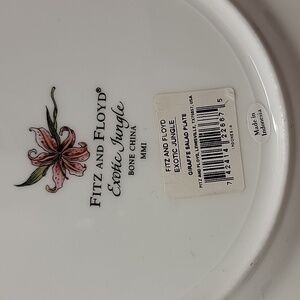 FITZ AND FLOYD®
Exotic Jungle
BONE CHINA
MMI
FITZ AND FLOYD
EXOTIC JUNGLE
GIRAFFE SALAD PLATE
Made in
Indonesia